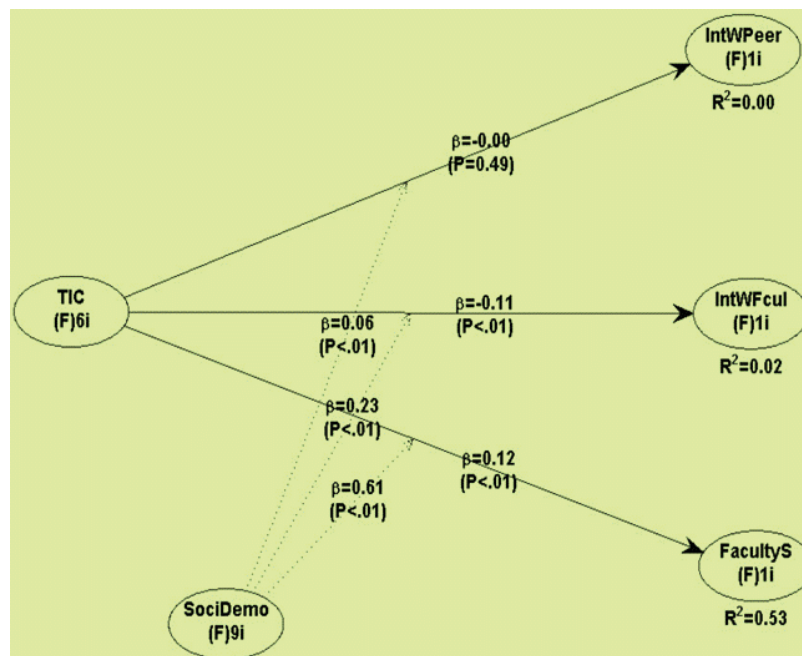 IntWPeer
(F)1i
R²=0.00
β=-0.00
(P=0.49)
TIC
(F)6i
β=-0.11
(P<.01)
IntWFcul
(F)1i
R²=0.02
β=0.06
(P<.01)
β=0.23
(P<.01)
β=0.12
(P<.01)
β=0.61
(P<.01)
FacultyS
(F)1i
R²=0.53
SociDemo
(F)9i